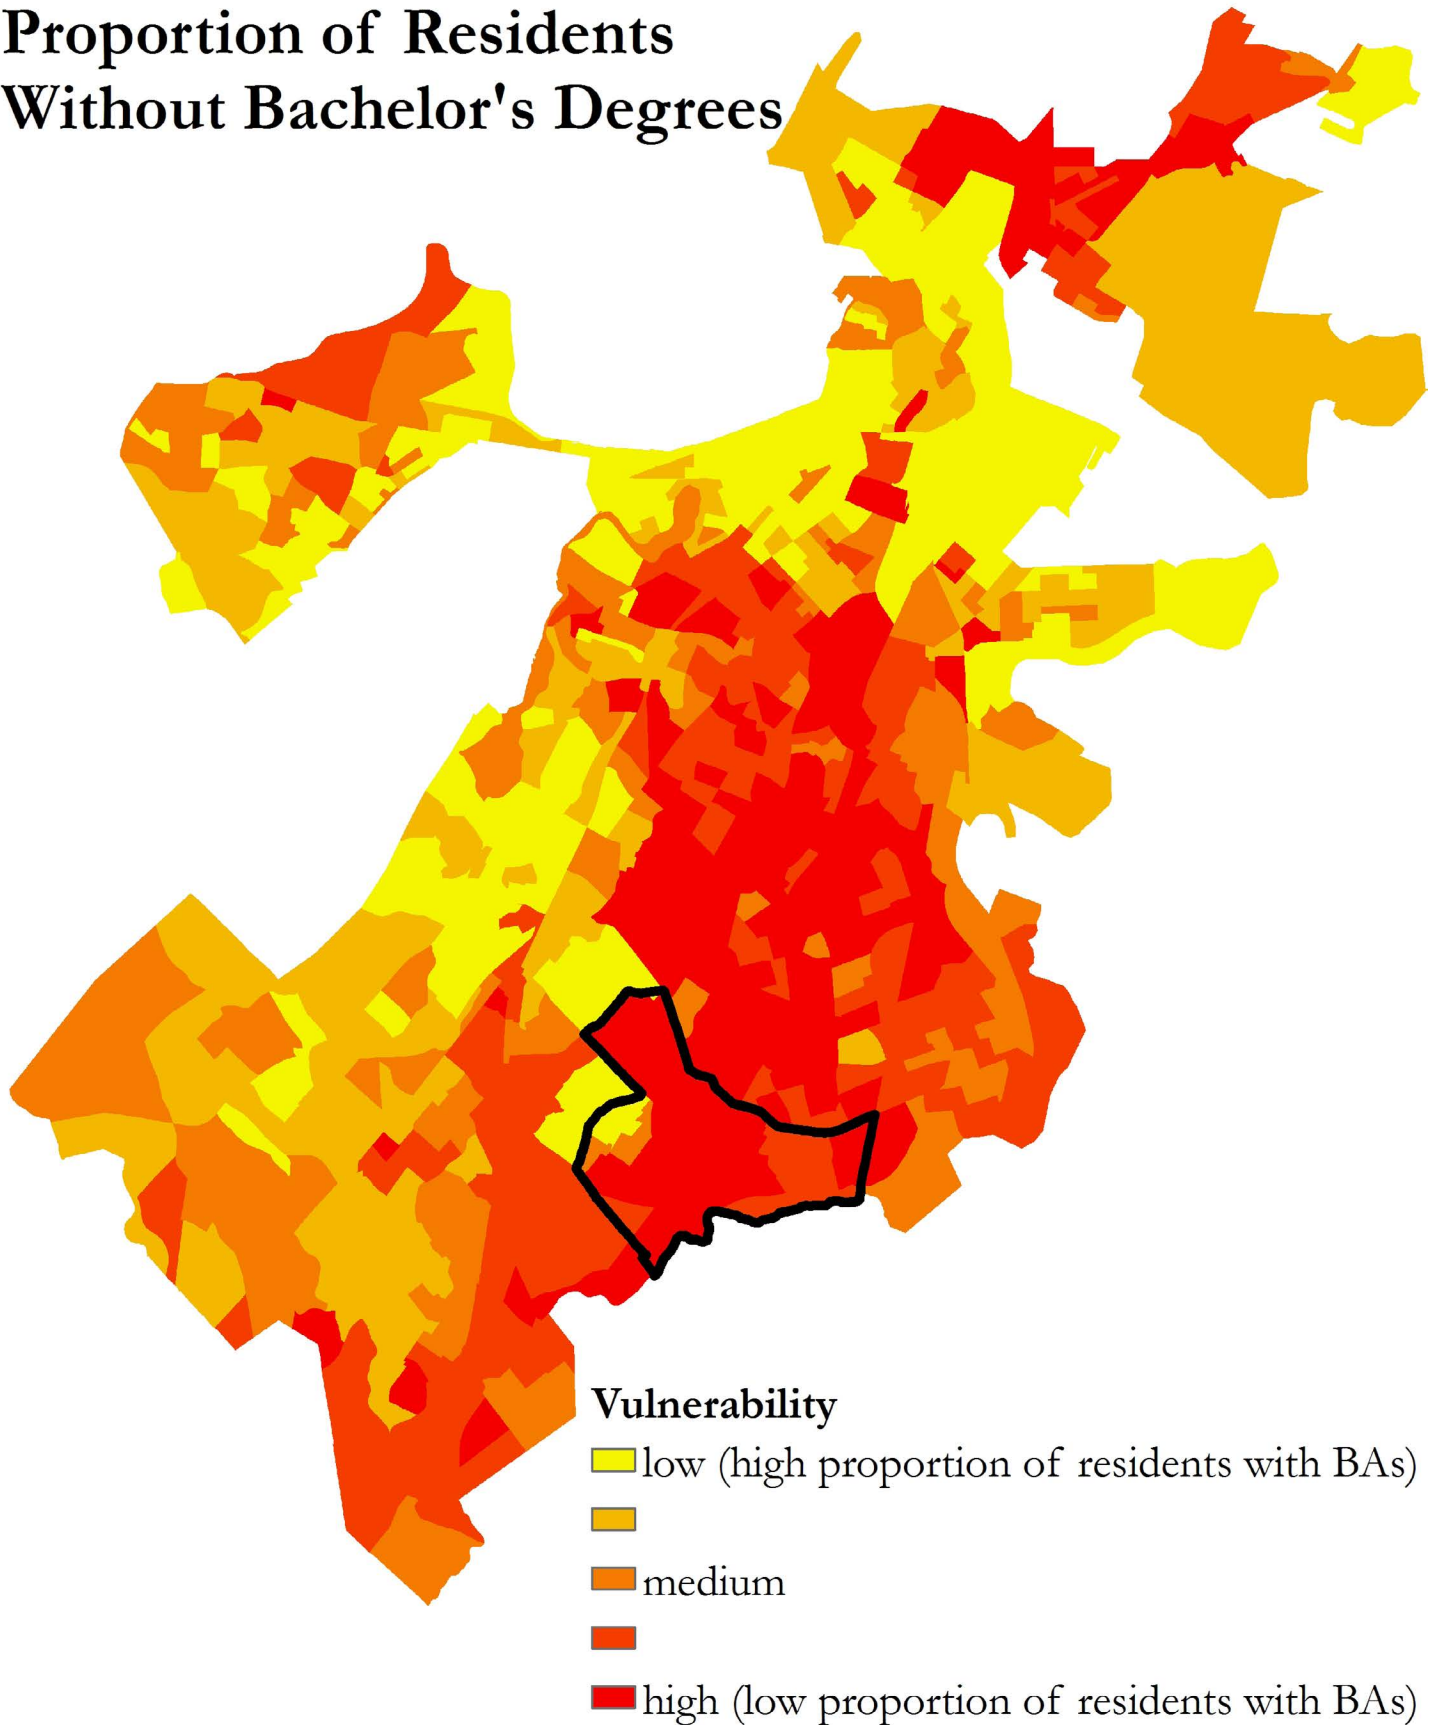 Proportion of Residents
Without Bachelor's Degrees
Vulnerability
low (high proportion of residents with BAs)
medium
high (low proportion of residents with BAs)